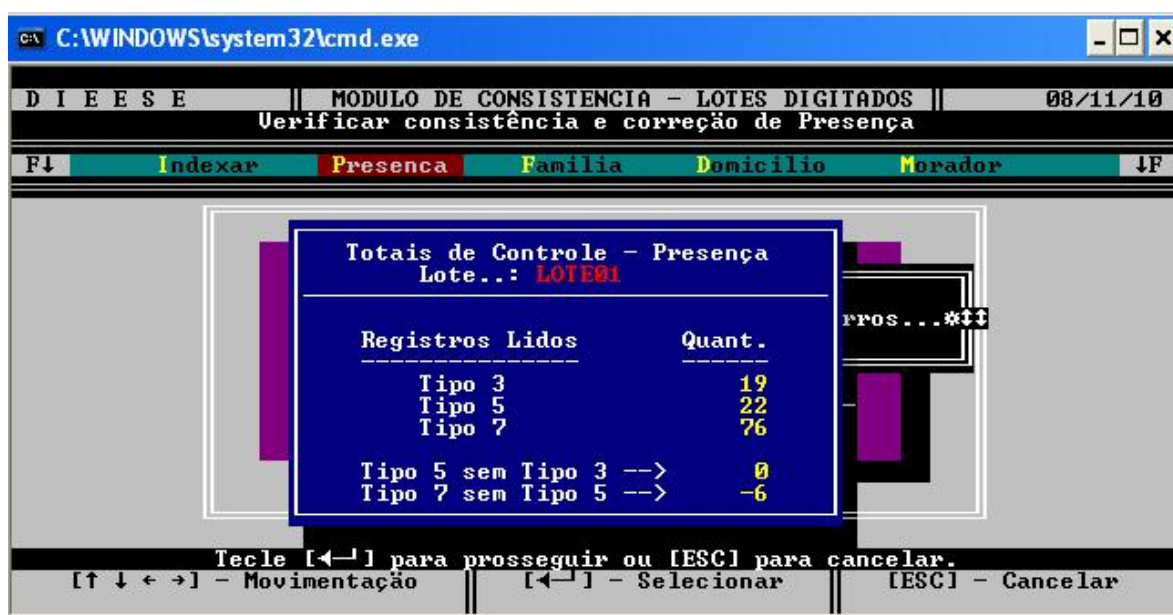 C:\WINDOWS\system32\cmd.exe
D I E E S E MODULO DE CONSISTENCIA - LOTES DIGITADOS 08/11/10
Verificar consistência e correção de Presença
F↓ Indexar Presenca Familia Domicilio Morador ↓F
Totais de Controle - Presença
Lote..: LOTE01
rros...
Registros Lidos Quant.
Tipo 3 19
Tipo 5 22
Tipo 7 76
Tipo 5 sem Tipo 3 --> 0
Tipo 7 sem Tipo 5 --> -6
Tecle [◄─┘] para prosseguir ou [ESC] para cancelar.
[↑ ↓ ← →] - Movimentação [◄─┘] - Selecionar [ESC] - Cancelar